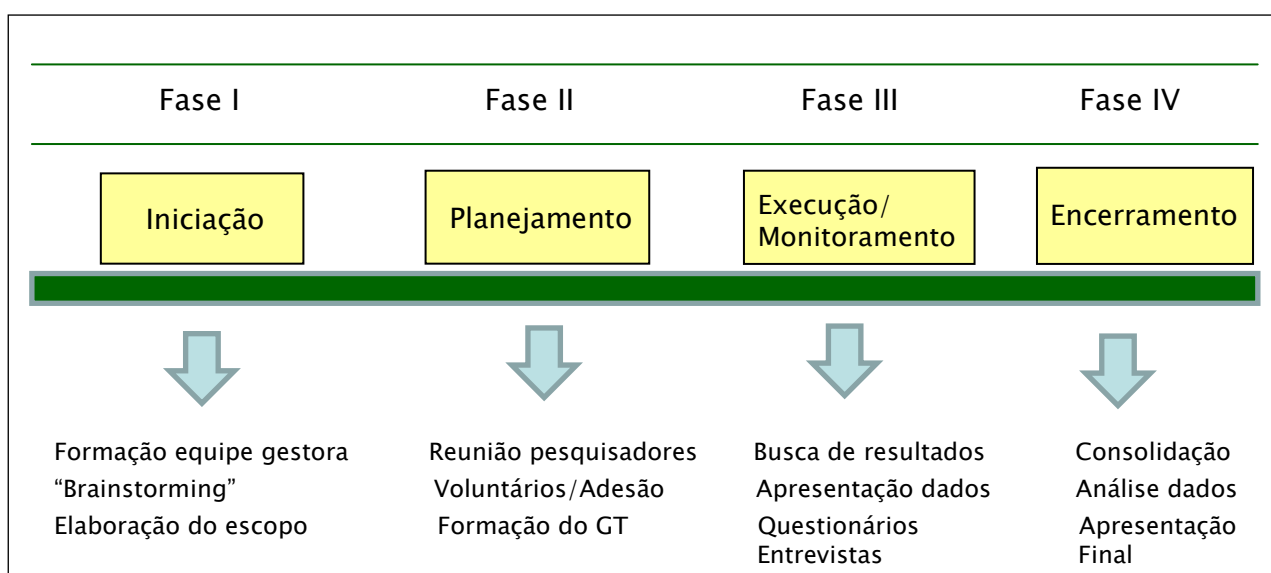 Fase I
Fase II
Fase III
Fase IV
Iniciação
Planejamento
Execução/
Monitoramento
Encerramento
Formação equipe gestora
“Brainstorming”
Elaboração do escopo
Reunião pesquisadores
Voluntários/Adesão
Formação do GT
Busca de resultados
Apresentação dados
Questionários
Entrevistas
Consolidação
Análise dados
Apresentação
Final